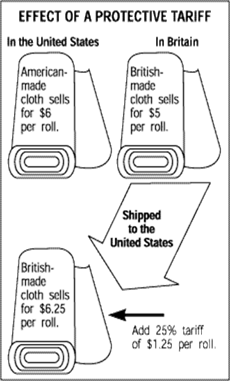 EFFECT OF A PROTECTIVE TARIFF
In the United States
American-
made
cloth sells
for $6
per roll.
In Britain
British-
made
cloth sells
for $5
per roll.
Shipped
to the
United States
British-
made
cloth sells
for $6.25
per roll.
Add 25% tariff
of $1.25 per roll.